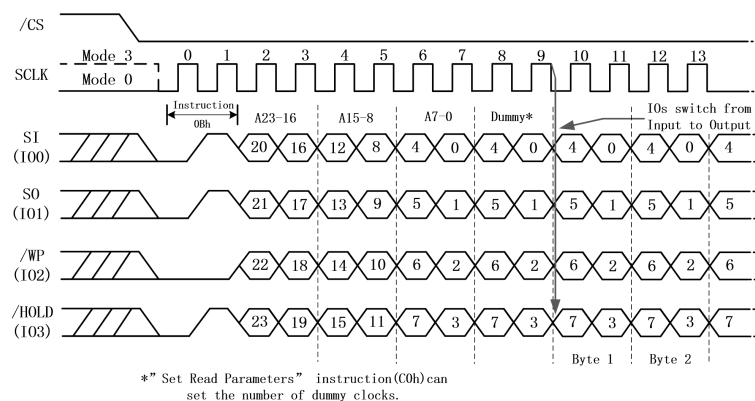 /CS
Mode 3 0 1 2 3 4 5 6 7 8 9 10 11 12 13
SCLK
Mode 0
Instruction A23-16 A15-8 A7-0 Dummy* IOs switch from
0Bh Input to Output
SI
(IO0) 20 16 12 8 4 0 4 0 4 0 4 0 4
SO
(IO1) 21 17 13 9 5 1 5 1 5 1 5 1 5
/WP
(IO2) 22 18 14 10 6 2 6 2 6 2 6 2 6
/HOLD
(IO3) 23 19 15 11 7 3 7 3 7 3 7 3 7
Byte 1 Byte 2
*” Set Read Parameters” instruction(C0h)can
set the number of dummy clocks.